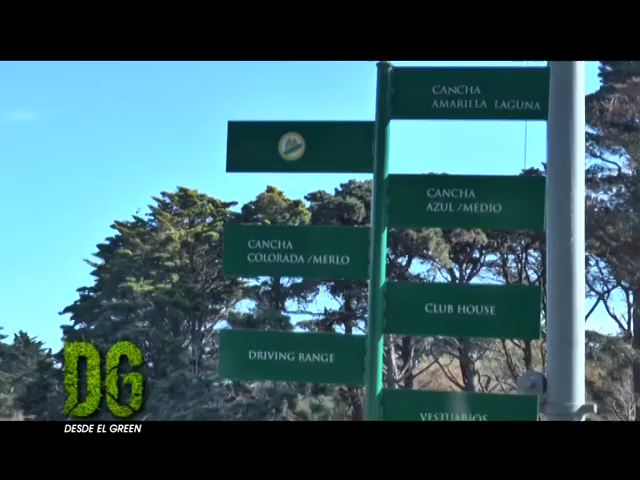 CANCHA
AMARILLA LAGUNA
CANCHA
AZUL/MEDIO
CANCHA
COLORADA/MERLO
CLUB HOUSE
DRIVING RANGE
VESTUARIOS
DG
DESDE EL GREEN